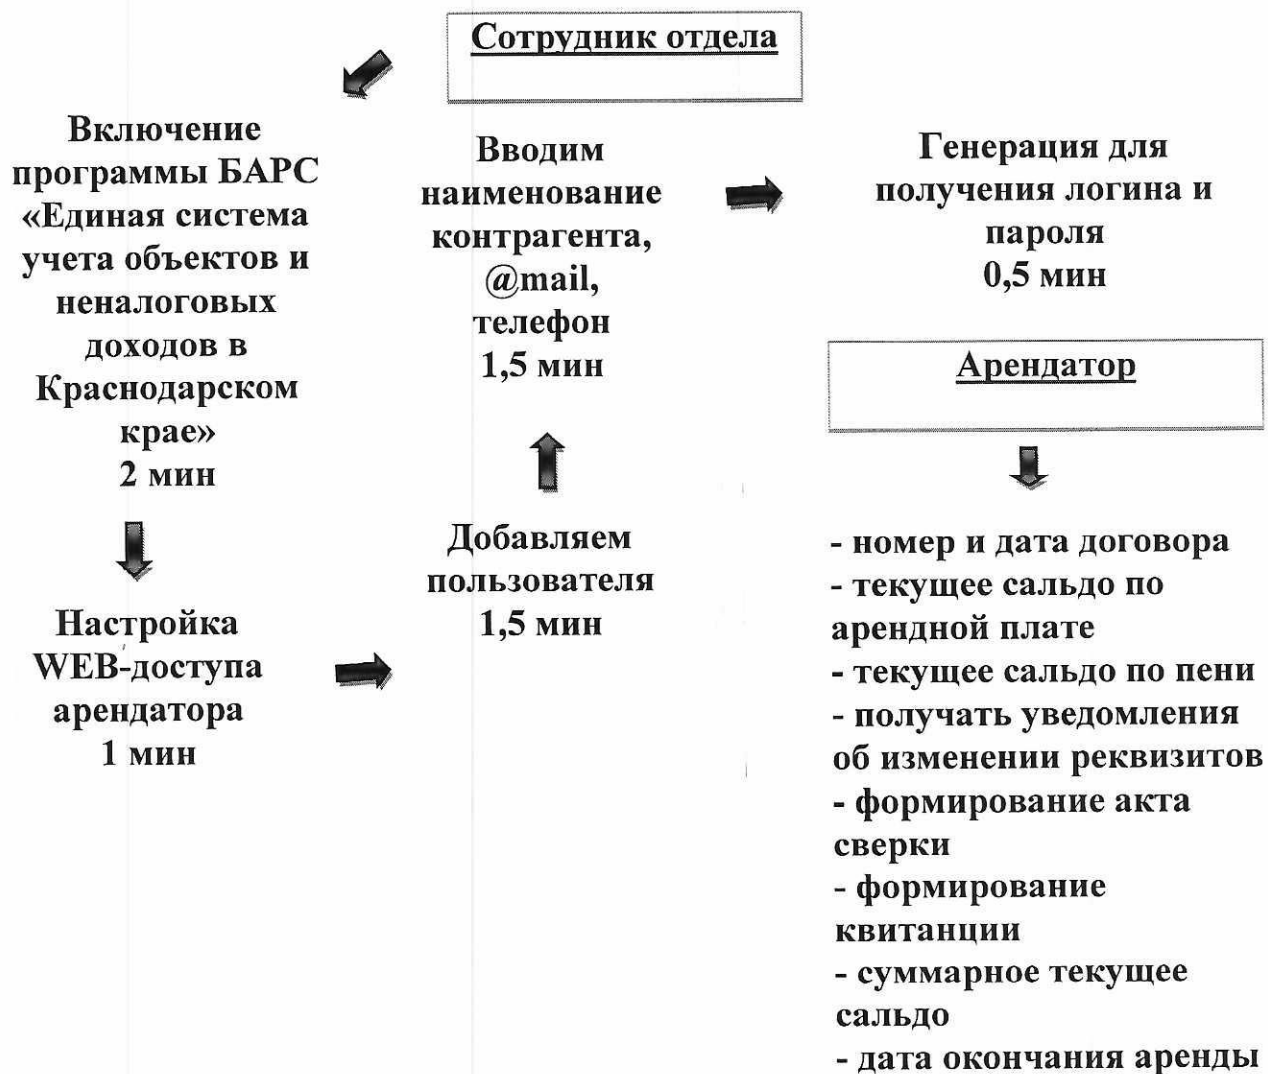 Сотрудник отдела
Включение
программы БАРС
«Единая система
учета объектов и
неналоговых
доходов в
Краснодарском
крае»
2 мин
Настройка
WEB-доступа
арендатора
1 мин
Добавляем
пользователя
1,5 мин
Вводим
наименование
контрагента,
@mail,
телефон
1,5 мин
Генерация для
получения логина и
пароля
0,5 мин
Арендатор
- номер и дата договора
- текущее сальдо по
арендной плате
- текущее сальдо по пени
- получать уведомления
об изменении реквизитов
- формирование акта
сверки
- формирование
квитанции
- суммарное текущее
сальдо
- дата окончания аренды